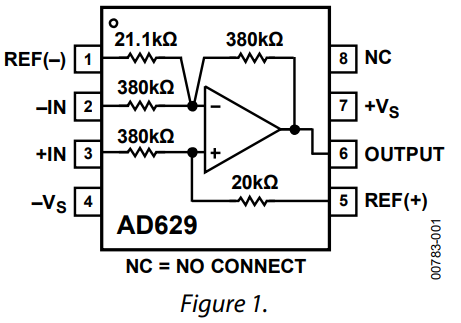 21.1kΩ 380kΩ
REF(–) 1 8 NC
380kΩ
–IN 2 7 +VS
380kΩ
+IN 3 6 OUTPUT
20kΩ
–VS 4 5 REF(+)
AD629
NC = NO CONNECT
00783-001
Figure 1.